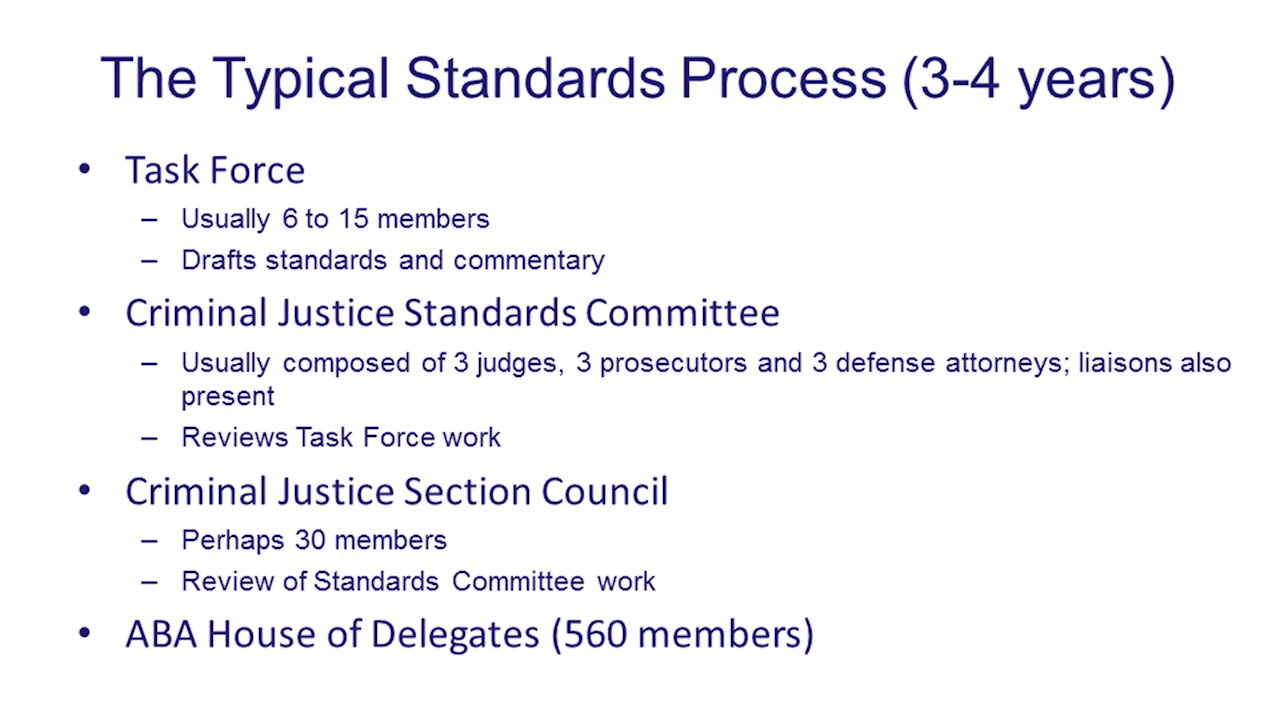 The Typical Standards Process (3-4 years)
• Task Force
– Usually 6 to 15 members
– Drafts standards and commentary
• Criminal Justice Standards Committee
– Usually composed of 3 judges, 3 prosecutors and 3 defense attorneys; liaisons also
present
– Reviews Task Force work
• Criminal Justice Section Council
– Perhaps 30 members
– Review of Standards Committee work
• ABA House of Delegates (560 members)